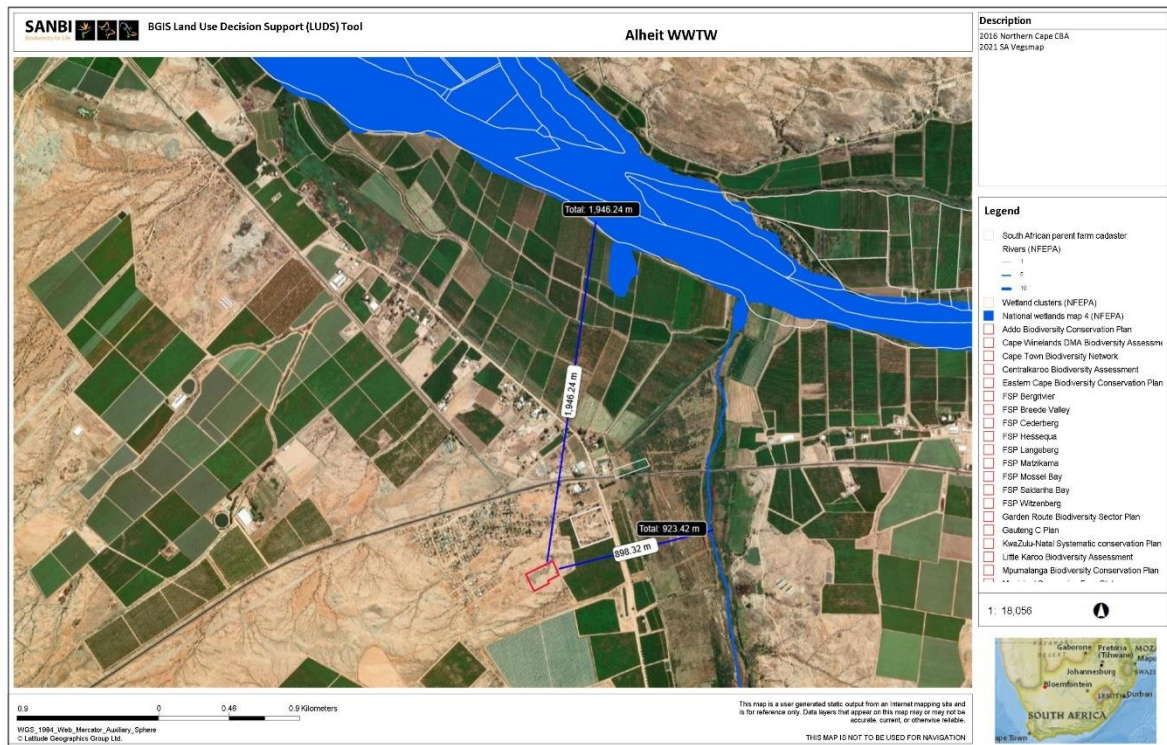 SANBI
Biodiversity for Life
BGIS Land Use Decision Support (LUDS) Tool
Alheit WWTW
Description
2016 Northern Cape CBA
2021 SA Vegsmap
Total: 1,946.24 m
1,946.24 m
Total: 923.42 m
898.32 m
Legend
South African parent farm cadaster
Rivers (NFEPA)
1
5
10
Wetland clusters (NFEPA)
National wetlands map 4 (NFEPA)
Addo Biodiversity Conservation Plan
Cape Winelands DMA Biodiversity Assessme
Cape Town Biodiversity Network
Centralkaroo Biodiversity Assessment
Eastern Cape Biodiversity Conservation Plan
FSP Bergrivier
FSP Breede Valley
FSP Cederberg
FSP Hessequa
FSP Langeberg
FSP Matzikama
FSP Mossel Bay
FSP Saldanha Bay
FSP Witzenberg
Garden Route Biodiversity Sector Plan
Gauteng C Plan
KwaZulu-Natal Systematic conservation Plan
Little Karoo Biodiversity Assessment
Mpumalanga Biodiversity Conservation Plan
1: 18,056
Gaborone
Pretoria
MOZA
(Tshwane)
Mapu
DESERT
Johannesburg
SWAZI
Bloemfontein
LESOTHO
Durban
SOUTH AFRICA
ape Town
0.9
0
0.46
0.9 Kilometers
WGS_1984_Web_Mercator_Auxiliary_Sphere
© Latitude Geographics Group Ltd.
This map is a user generated static output from an Internet mapping site and
is for reference only. Data layers that appear on this map may or may not be
accurate, current, or otherwise reliable.
THIS MAP IS NOT TO BE USED FOR NAVIGATION